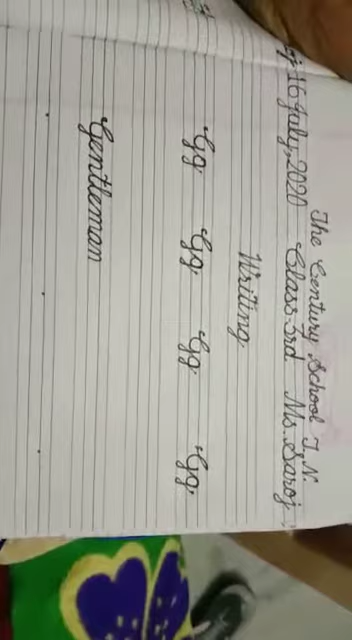 The Century School T.N.
16 July, 2020 Class-3rd Ms. Saroj
Writing
Gg Gg Gg Gg
Gentleman